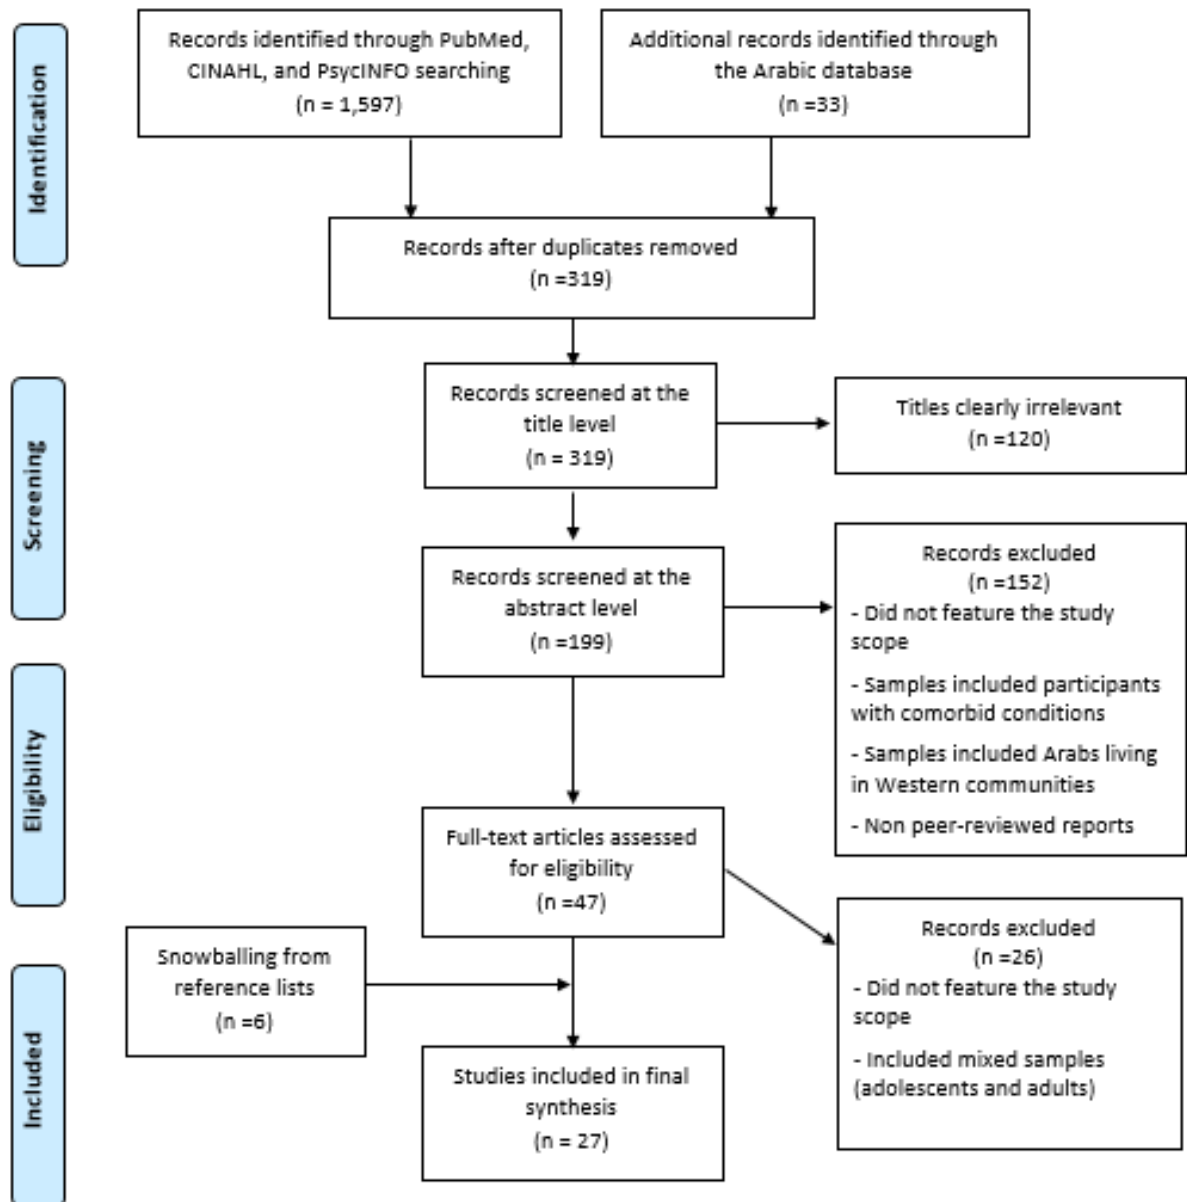 Identification
Records identified through PubMed,
CINAHL, and PsycINFO searching
(n = 1,597)
Additional records identified through
the Arabic database
(n =33)
Records after duplicates removed
(n =319)
Screening
Records screened at the
title level
(n = 319)
Titles clearly irrelevant
(n =120)
Records screened at the
abstract level
(n =199)
Records excluded
(n =152)
- Did not feature the study
scope
- Samples included participants
with comorbid conditions
- Samples included Arabs living
in Western communities
- Non peer-reviewed reports
Eligibility
Full-text articles assessed
for eligibility
(n =47)
Records excluded
(n =26)
- Did not feature the study
scope
- Included mixed samples
(adolescents and adults)
Snowballing from
reference lists
(n =6)
Included
Studies included in final
synthesis
(n = 27)